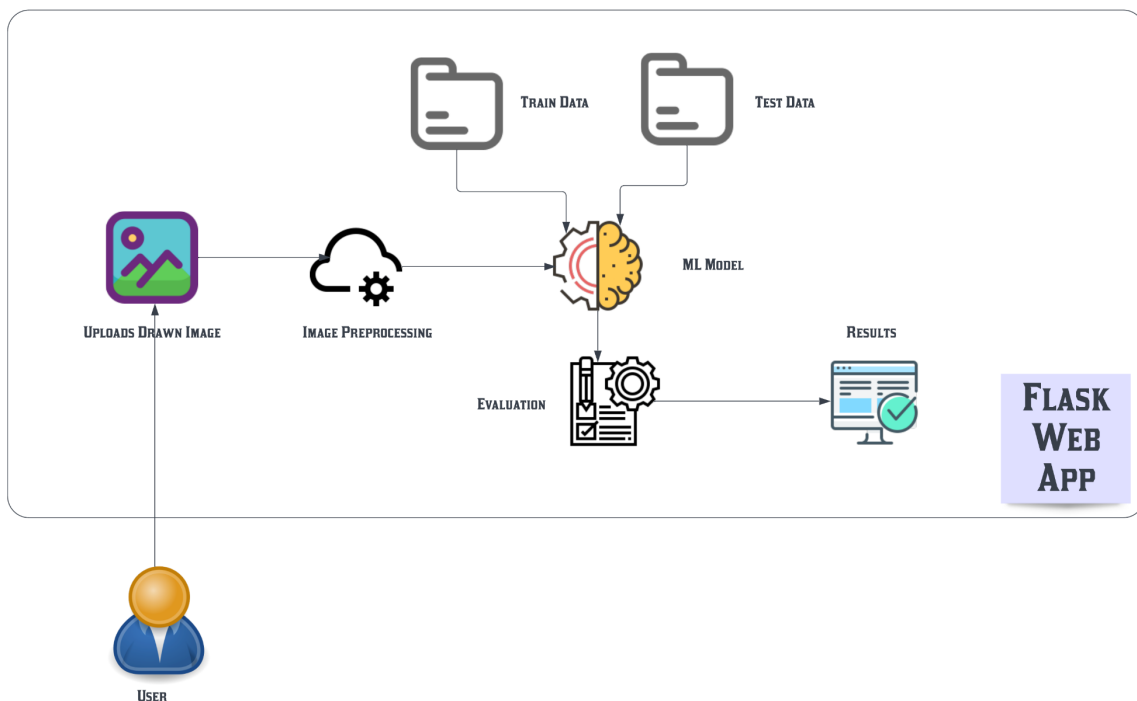 Train Data
Test Data
ML Model
Uploads Drawn Image
Image Preprocessing
Results
Evaluation
Flask
Web
App
User